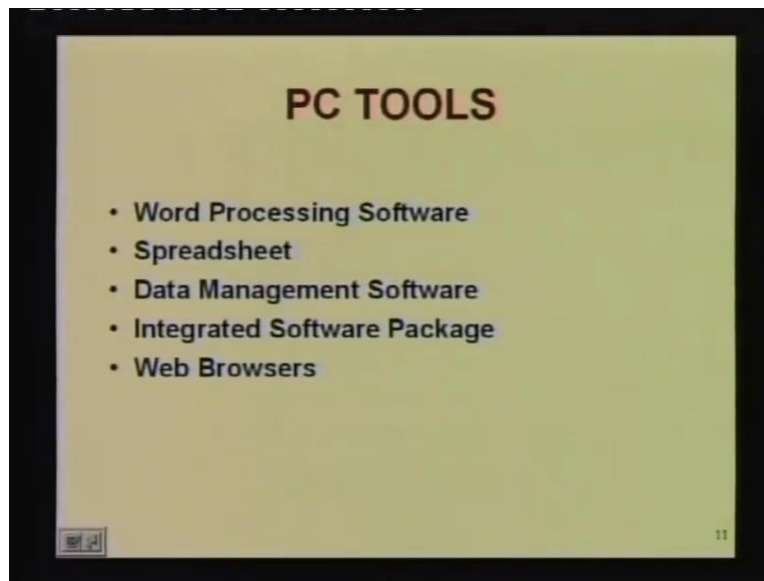 PC TOOLS
• Word Processing Software
• Spreadsheet
• Data Management Software
• Integrated Software Package
• Web Browsers
11